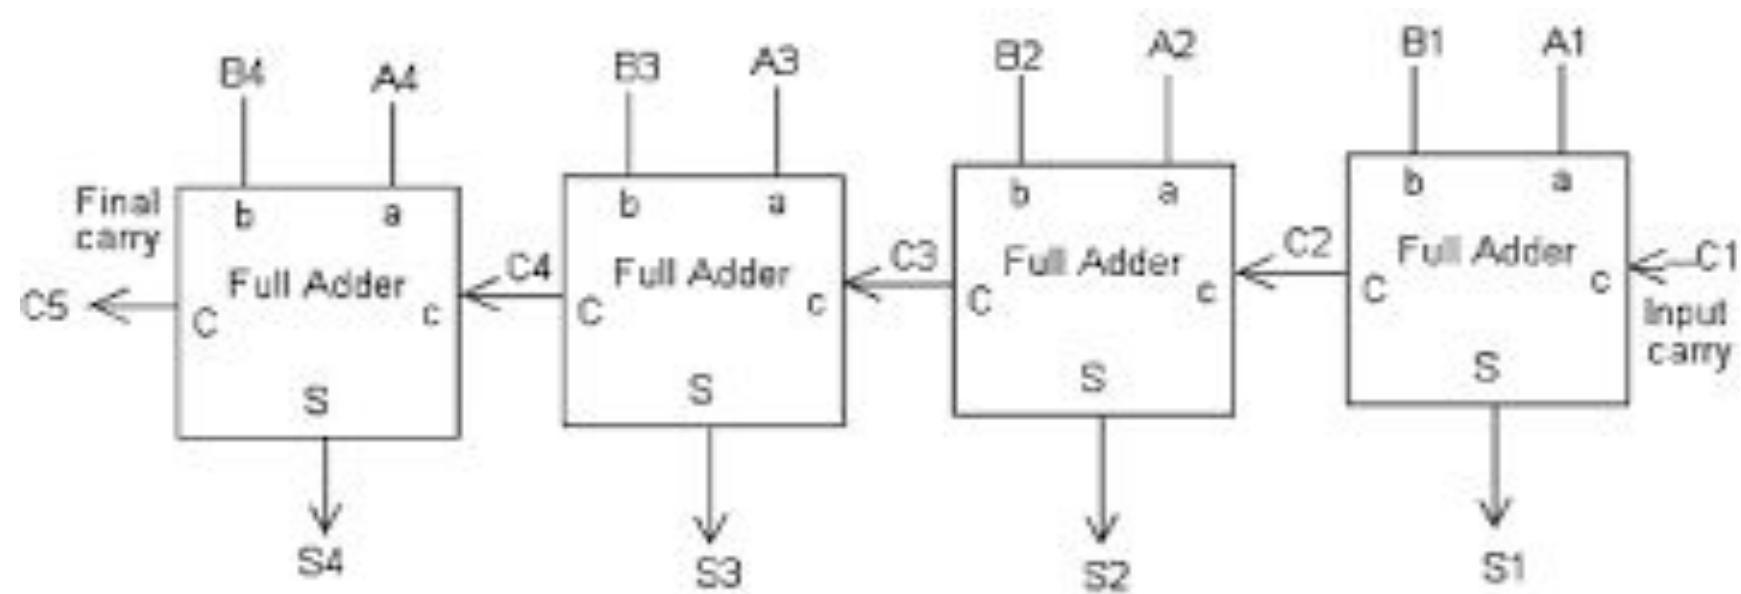 B4 A4 B3 A3 B2 A2 B1 A1
Final
carry
b a
Full Adder
C5 C c
S
S4
C4
b a
Full Adder
C c
S
S3
C3
b a
Full Adder
C c
S
S2
C2
b a
Full Adder
C c
C1
Input
carry
S
S1